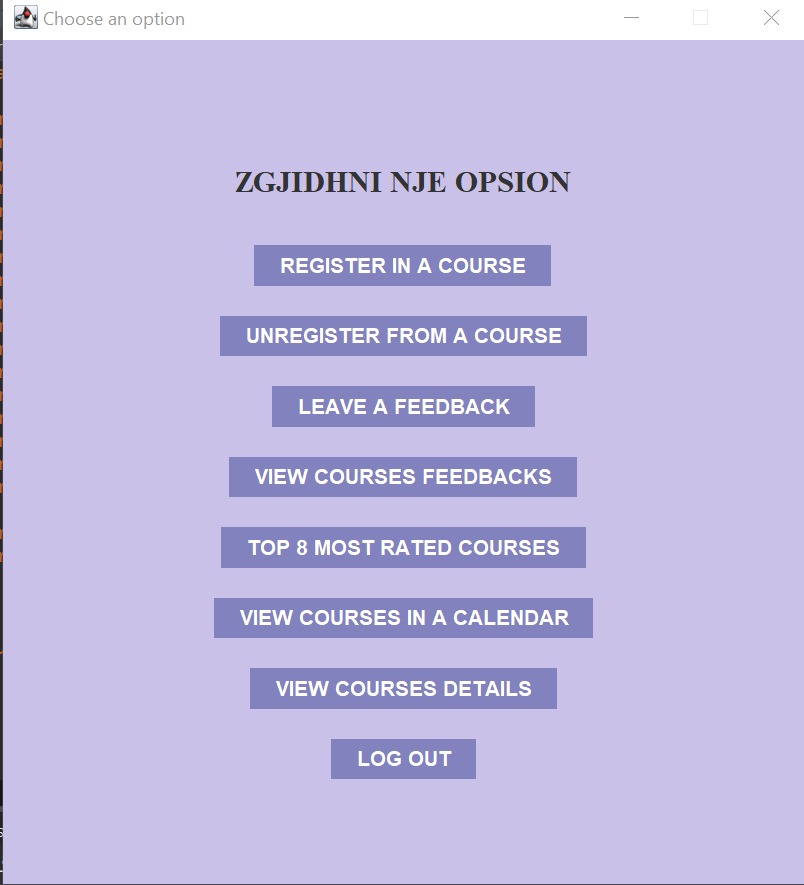 Choose an option
ZGJIDHNI NJE OPSION
REGISTER IN A COURSE
UNREGISTER FROM A COURSE
LEAVE A FEEDBACK
VIEW COURSES FEEDBACKS
TOP 8 MOST RATED COURSES
VIEW COURSES IN A CALENDAR
VIEW COURSES DETAILS
LOG OUT